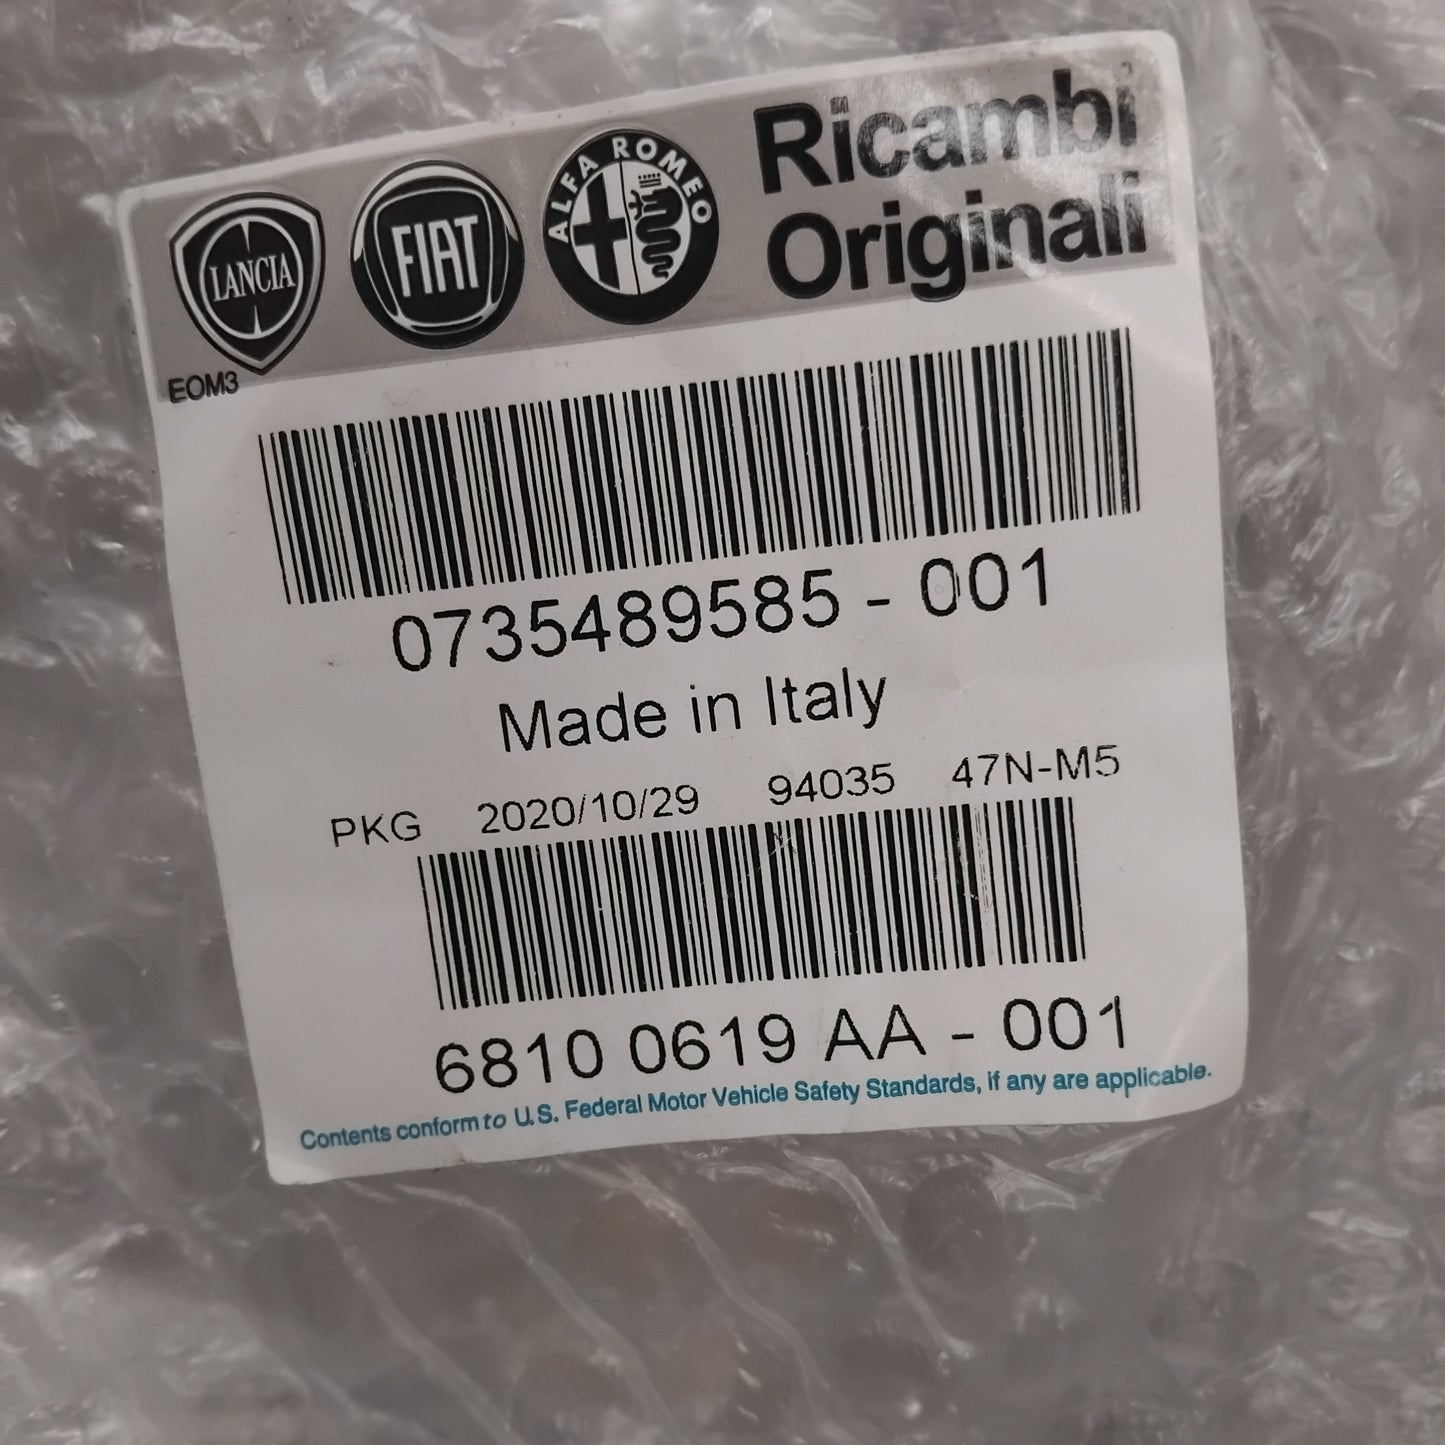 Ricambi
Originali
LANCIA
FIAT
ALFA ROMEO
EOM3
0735489585 - 001
Made in Italy
PKG 2020/10/29 94035 47N-M5
6810 0619 AA - 001
Contents conform to U.S. Federal Motor Vehicle Safety Standards, if any are applicable.